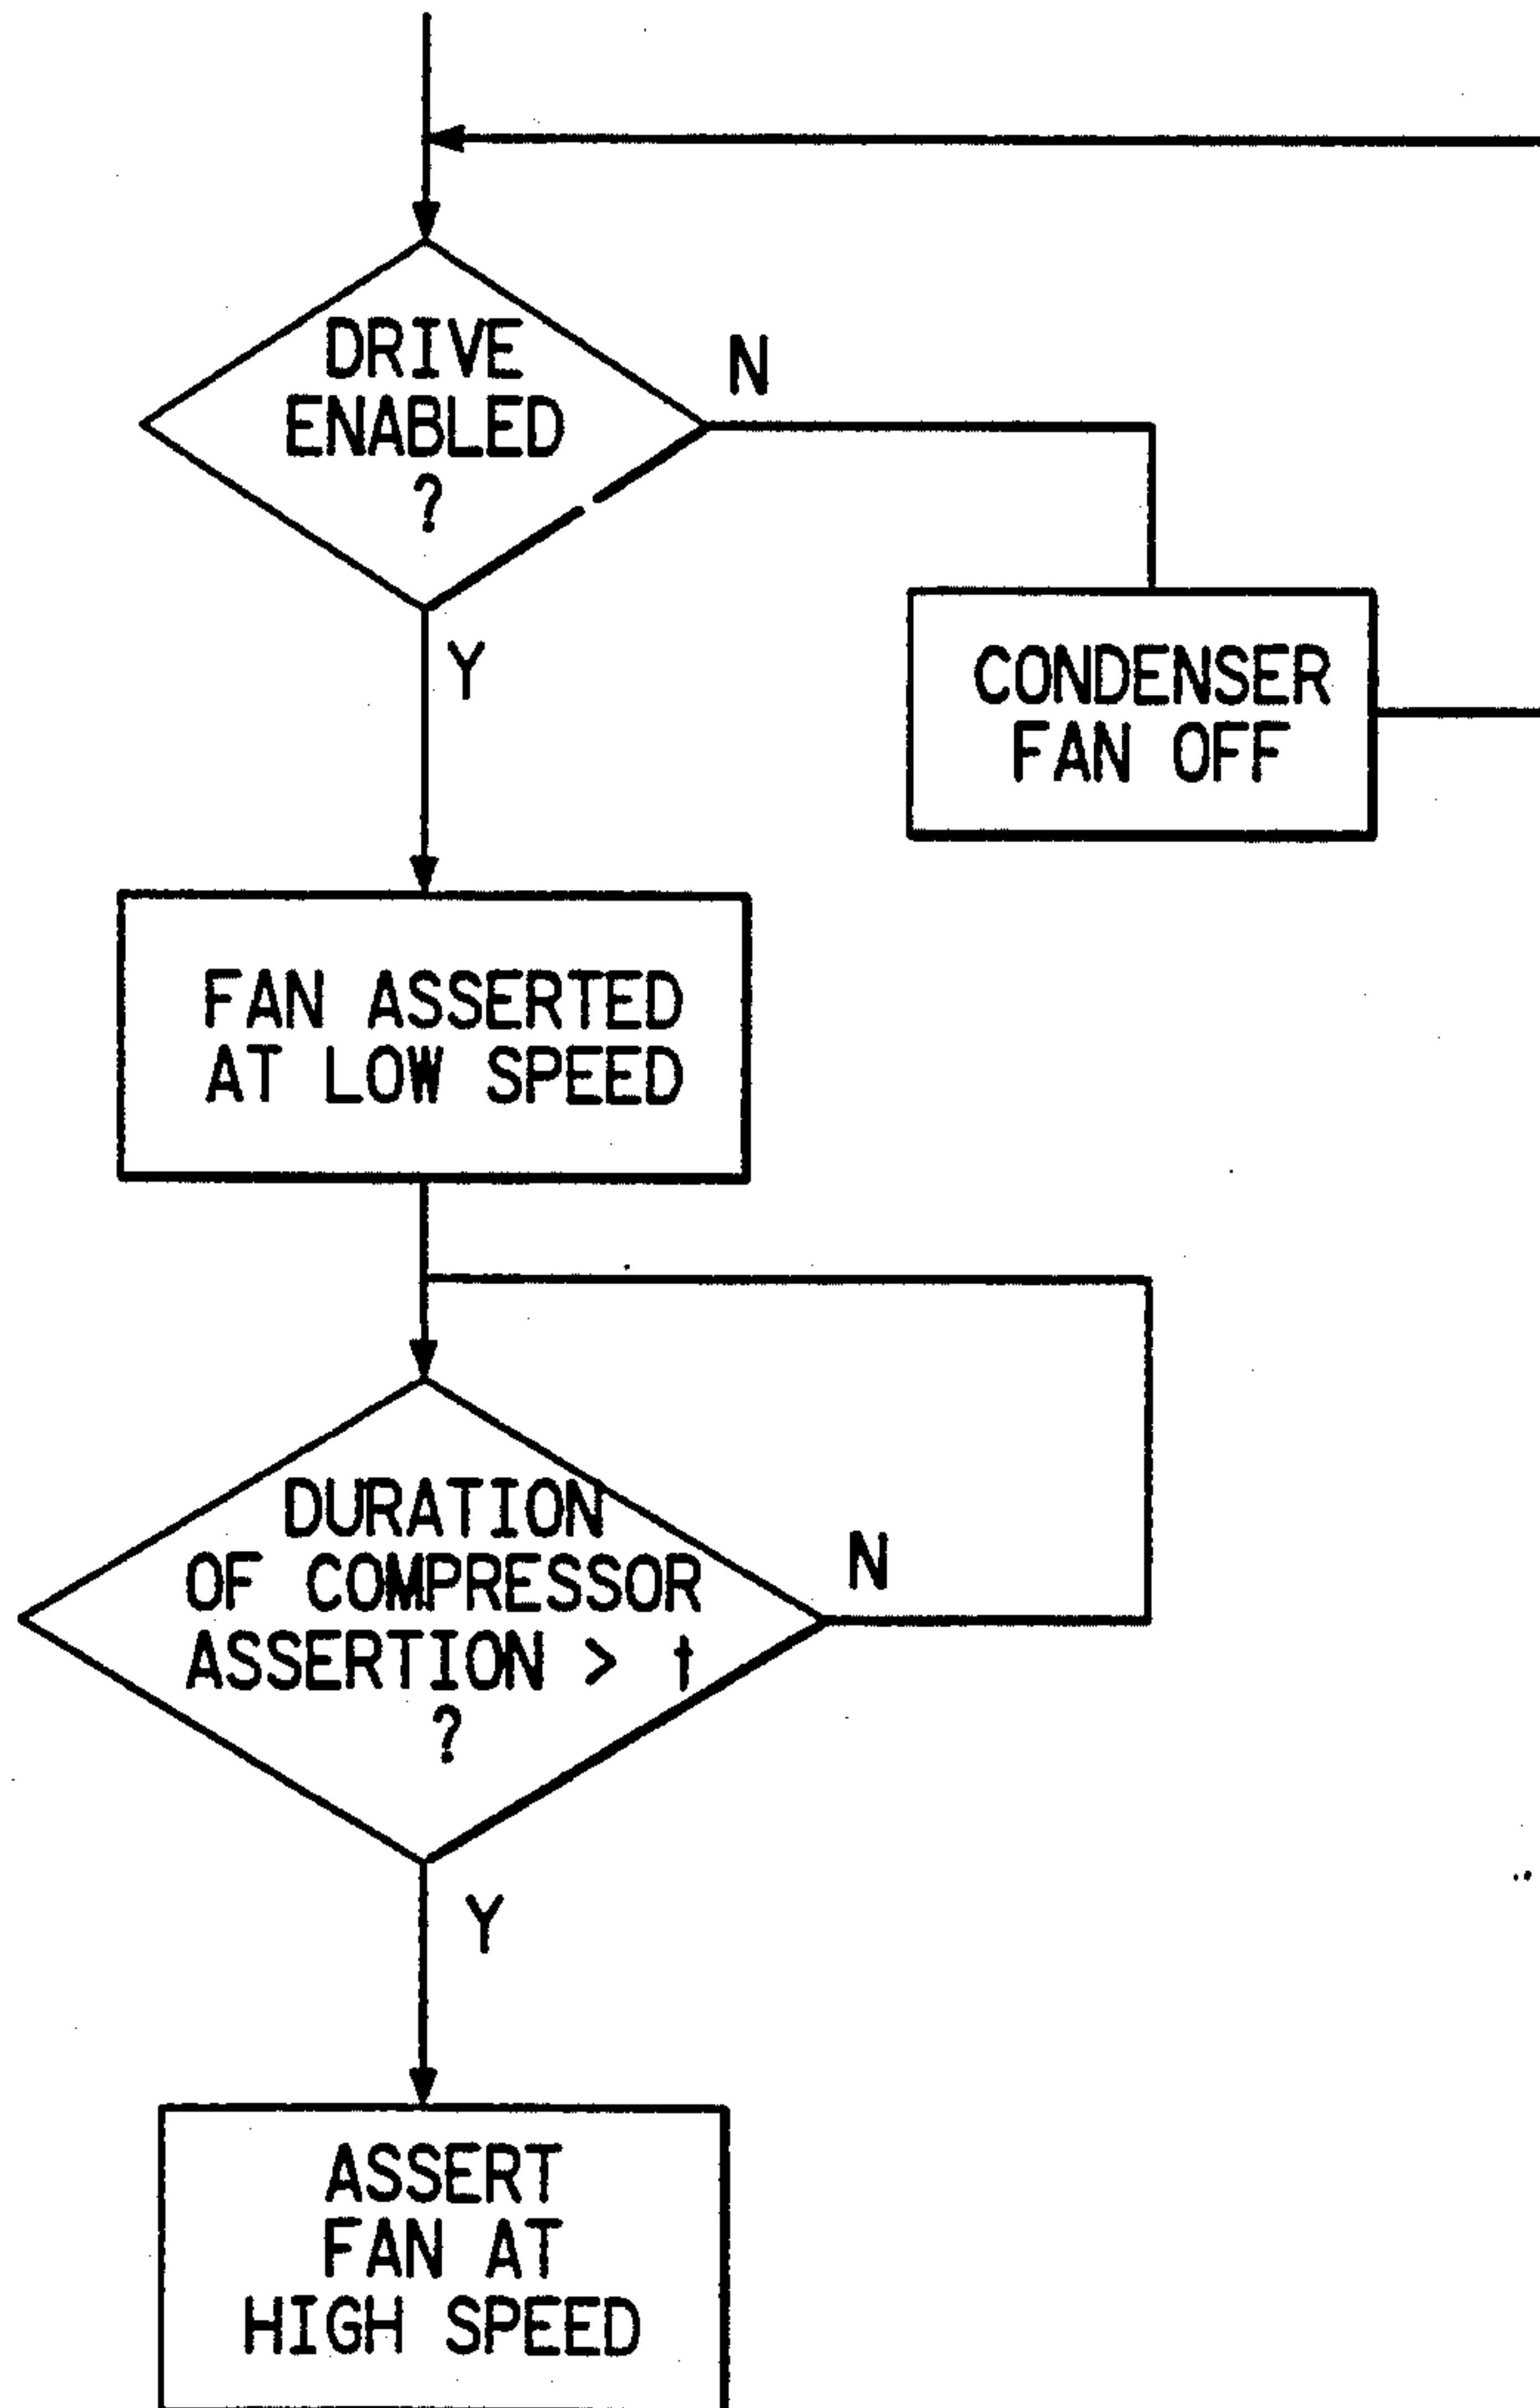 DRIVE
ENABLED
?
N
Y
CONDENSER
FAN OFF
FAN ASSERTED
AT LOW SPEED
DURATION
OF COMPRESSOR
ASSERTION > t
?
N
Y
ASSERT
FAN AT
HIGH SPEED